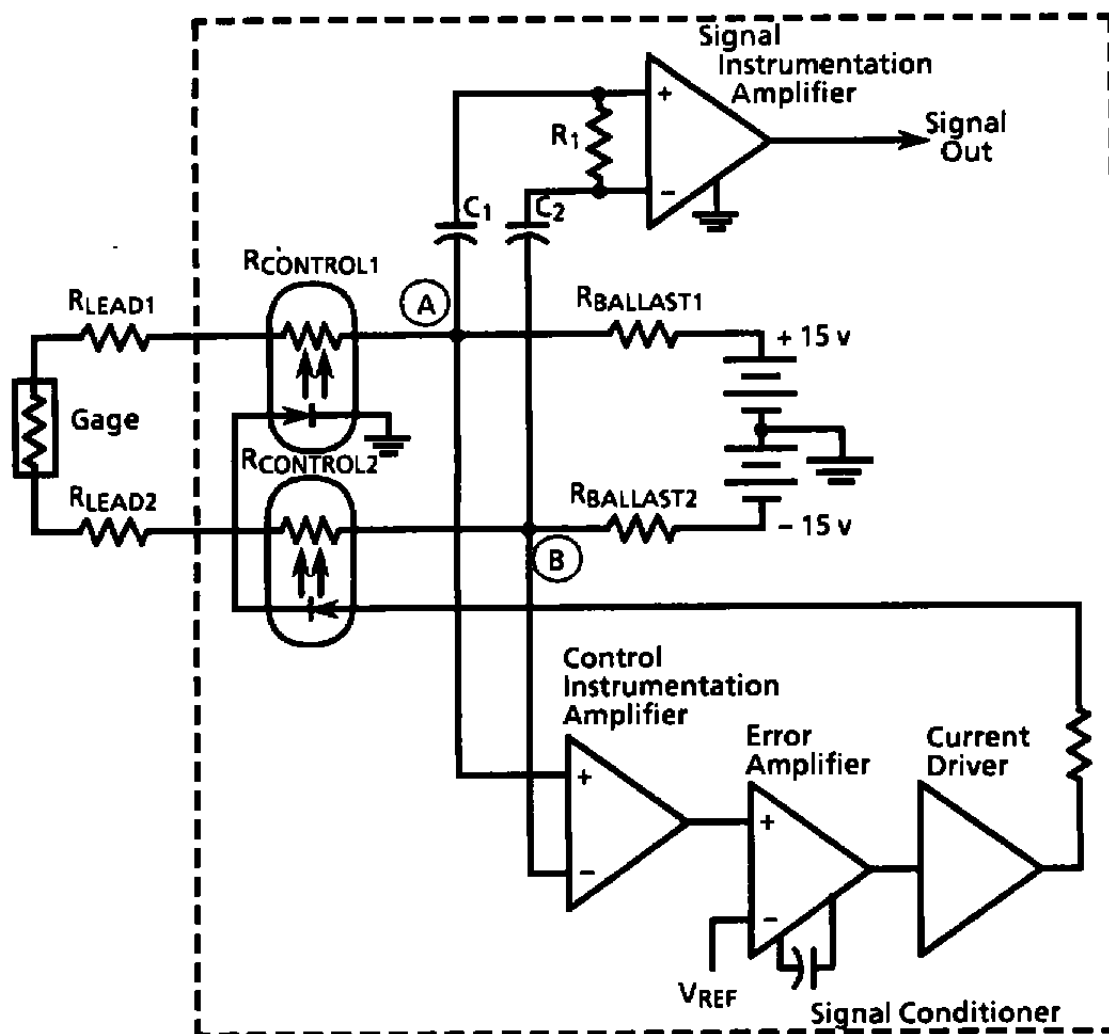 Signal
Instrumentation
Amplifier
+
R1
−
Signal
Out
C1
C2
RCONTROL1
A
RLEAD1
RBALLAST1
+ 15 v
Gage
RCONTROL2
RLEAD2
RBALLAST2
− 15 v
B
Control
Instrumentation
Amplifier
Error
Amplifier
Current
Driver
+
−
+
−
VREF
Signal Conditioner